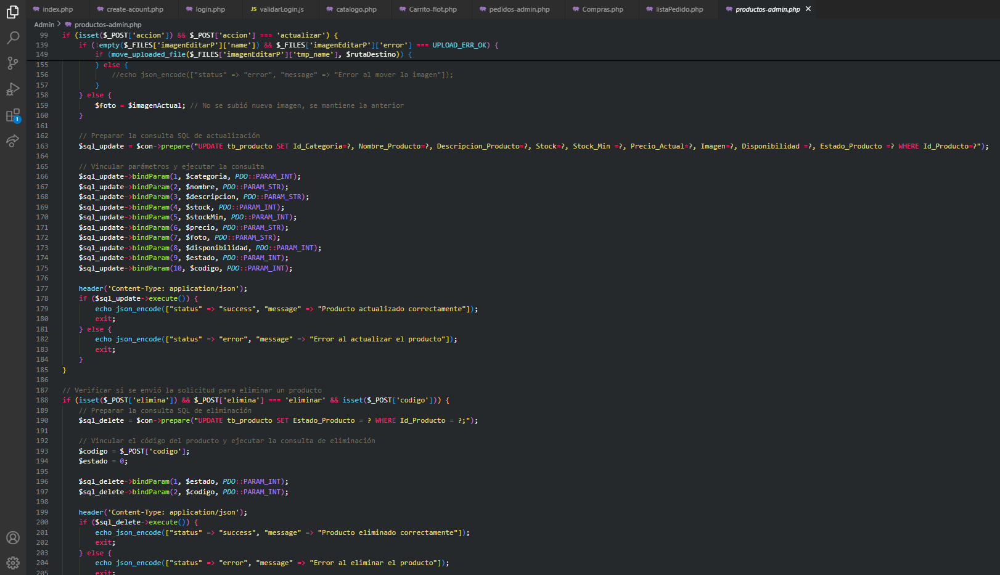 index.php create-acount.php login.php JS validarLogin.js catalogo.php Carrito-flot.php pedidos-admin.php Compras.php listaPedido.php productos-admin.php
Admin > productos-admin.php
99 if (isset($_POST['accion']) && $_POST['accion'] === 'actualizar') {
139 if (!empty($_FILES['imagenEditarP']['name']) && $_FILES['imagenEditarP']['error'] === UPLOAD_ERR_OK) {
149 if (move_uploaded_file($_FILES['imagenEditarP']['tmp_name'], $rutaDestino)) {
155 } else {
156 //echo json_encode(["status" => "error", "message" => "Error al mover la imagen"]);
157 }
158 } else {
159 $foto = $imagenActual; // No se subió nueva imagen, se mantiene la anterior
160 }
161
162 // Preparar la consulta SQL de actualización
163 $sql_update = $con->prepare("UPDATE tb_producto SET Id_Categoria=?, Nombre_Producto=?, Descripcion_Producto=?, Stock=?, Stock_Min =?, Precio_Actual=?, Imagen=?, Disponibilidad =?, Estado_Producto =? WHERE Id_Producto=?");
164
165 // Vincular parámetros y ejecutar la consulta
166 $sql_update->bindParam(1, $categoria, PDO::PARAM_INT);
167 $sql_update->bindParam(2, $nombre, PDO::PARAM_STR);
168 $sql_update->bindParam(3, $descripcion, PDO::PARAM_STR);
169 $sql_update->bindParam(4, $stock, PDO::PARAM_INT);
170 $sql_update->bindParam(5, $stockMin, PDO::PARAM_INT);
171 $sql_update->bindParam(6, $precio, PDO::PARAM_STR);
172 $sql_update->bindParam(7, $foto, PDO::PARAM_STR);
173 $sql_update->bindParam(8, $disponibilidad, PDO::PARAM_INT);
174 $sql_update->bindParam(9, $estado, PDO::PARAM_INT);
175 $sql_update->bindParam(10, $codigo, PDO::PARAM_INT);
176
177 header('Content-Type: application/json');
178 if ($sql_update->execute()) {
179 echo json_encode(["status" => "success", "message" => "Producto actualizado correctamente"]);
180 exit;
181 } else {
182 echo json_encode(["status" => "error", "message" => "Error al actualizar el producto"]);
183 exit;
184 }
185 }
186
187 // Verificar si se envió la solicitud para eliminar un producto
188 if (isset($_POST['elimina']) && $_POST['elimina'] === 'eliminar' && isset($_POST['codigo'])) {
189 // Preparar la consulta SQL de eliminación
190 $sql_delete = $con->prepare("UPDATE tb_producto SET Estado_Producto = ? WHERE Id_Producto = ?;");
191
192 // Vincular el código del producto y ejecutar la consulta de eliminación
193 $codigo = $_POST['codigo'];
194 $estado = 0;
195
196 $sql_delete->bindParam(1, $estado, PDO::PARAM_INT);
197 $sql_delete->bindParam(2, $codigo, PDO::PARAM_INT);
198
199 header('Content-Type: application/json');
200 if ($sql_delete->execute()) {
201 echo json_encode(["status" => "success", "message" => "Producto eliminado correctamente"]);
202 exit;
203 } else {
204 echo json_encode(["status" => "error", "message" => "Error al eliminar el producto"]);
205 exit;
1